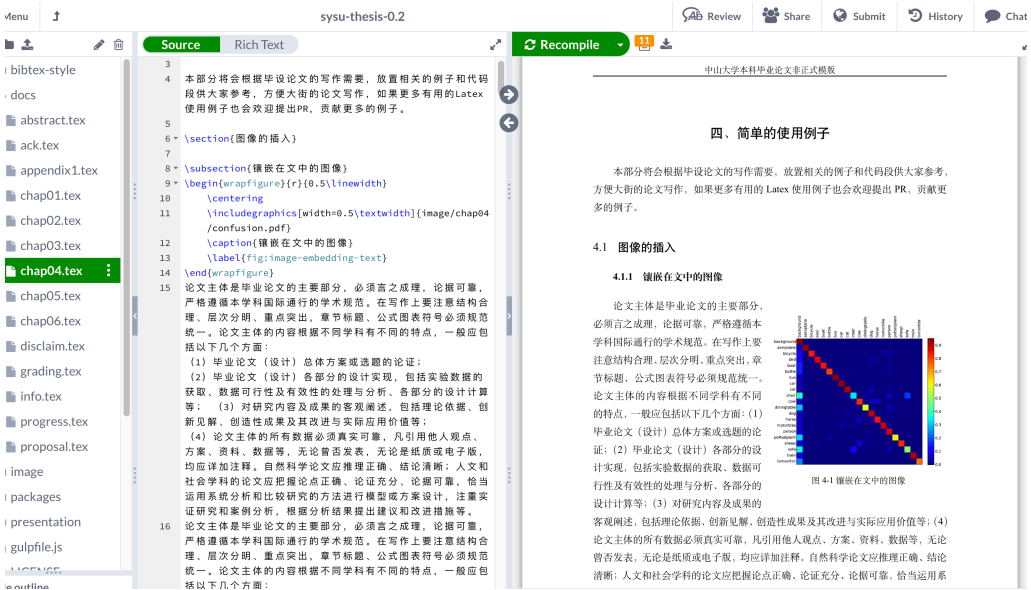 Menu
sysu-thesis-0.2
Review
Share
Submit
History
Chat
Source
Rich Text
Recompile
11
bibtex-style
docs
abstract.tex
ack.tex
appendix1.tex
chap01.tex
chap02.tex
chap03.tex
chap04.tex
chap05.tex
chap06.tex
disclaim.tex
grading.tex
info.tex
progress.tex
proposal.tex
image
packages
presentation
gulpfile.js
LICENSE
e outline
3
4 本部分将会根据毕设论文的写作需要，放置相关的例子和代码
段供大家参考，方便大街的论文写作，如果更多有用的Latex
使用例子也会欢迎提出PR，贡献更多的例子。
5
6 \section{图像的插入}
7
8 \subsection{镶嵌在文中的图像}
9 \begin{wrapfigure}{r}{0.5\linewidth}
10 \centering
11 \includegraphics[width=0.5\textwidth]{image/chap04
/confusion.pdf}
12 \caption{镶嵌在文中的图像}
13 \label{fig:image-embedding-text}
14 \end{wrapfigure}
15 论文主体是毕业论文的主要部分，必须言之成理，论据可靠，
严格遵循本学科国际通行的学术规范。在写作上要注意结构合
理、层次分明、重点突出，章节标题、公式图表符号必须规范
统一。论文主体的内容根据不同学科有不同的特点，一般应包
括以下几个方面：
（1）毕业论文（设计）总体方案或选题的论证；
（2）毕业论文（设计）各部分的设计实现，包括实验数据的
获取、数据可行性及有效性的处理与分析、各部分的设计计算
等； （3）对研究内容及成果的客观阐述，包括理论依据、创
新见解、创造性成果及其改进与实际应用价值等；
（4）论文主体的所有数据必须真实可靠，凡引用他人观点、
方案、资料、数据等，无论曾否发表，无论是纸质或电子版，
均应详加注释。自然科学论文应推理正确、结论清晰；人文和
社会学科的论文应把握论点正确、论证充分、论据可靠，恰当
运用系统分析和比较研究的方法进行模型或方案设计，注重实
证研究和案例分析，根据分析结果提出建议和改进措施等。
16 论文主体是毕业论文的主要部分，必须言之成理，论据可靠，
严格遵循本学科国际通行的学术规范。在写作上要注意结构合
理、层次分明、重点突出，章节标题、公式图表符号必须规范
统一。论文主体的内容根据不同学科有不同的特点，一般应包
括以下几个方面：
中山大学本科毕业论文非正式模版
四、简单的使用例子
本部分将会根据毕设论文的写作需要，放置相关的例子和代码段供大家参考，
方便大街的论文写作，如果更多有用的 Latex 使用例子也会欢迎提出 PR，贡献更
多的例子。
4.1 图像的插入
4.1.1 镶嵌在文中的图像
论文主体是毕业论文的主要部分，
必须言之成理，论据可靠，严格遵循本
学科国际通行的学术规范。在写作上要
注意结构合理、层次分明、重点突出，章
节标题、公式图表符号必须规范统一。
论文主体的内容根据不同学科有不同
的特点，一般应包括以下几个方面：（1）
毕业论文（设计）总体方案或选题的论
证；（2）毕业论文（设计）各部分的设
计实现，包括实验数据的获取、数据可
行性及有效性的处理与分析、各部分的
设计计算等；（3）对研究内容及成果的
background
aeroplane
bicycle
bird
boat
bottle
bus
car
cat
chair
cow
diningtable
dog
horse
motorbike
person
pottedplant
sheep
sofa
train
tvmonitor
0.9
0.8
0.7
0.6
0.5
0.4
0.3
0.2
0.1
0.0
图 4-1 镶嵌在文中的图像
客观阐述，包括理论依据、创新见解、创造性成果及其改进与实际应用价值等；（4）
论文主体的所有数据必须真实可靠，凡引用他人观点、方案、资料、数据等，无论
曾否发表，无论是纸质或电子版，均应详加注释。自然科学论文应推理正确、结论
清晰；人文和社会学科的论文应把握论点正确、论证充分、论据可靠，恰当运用系